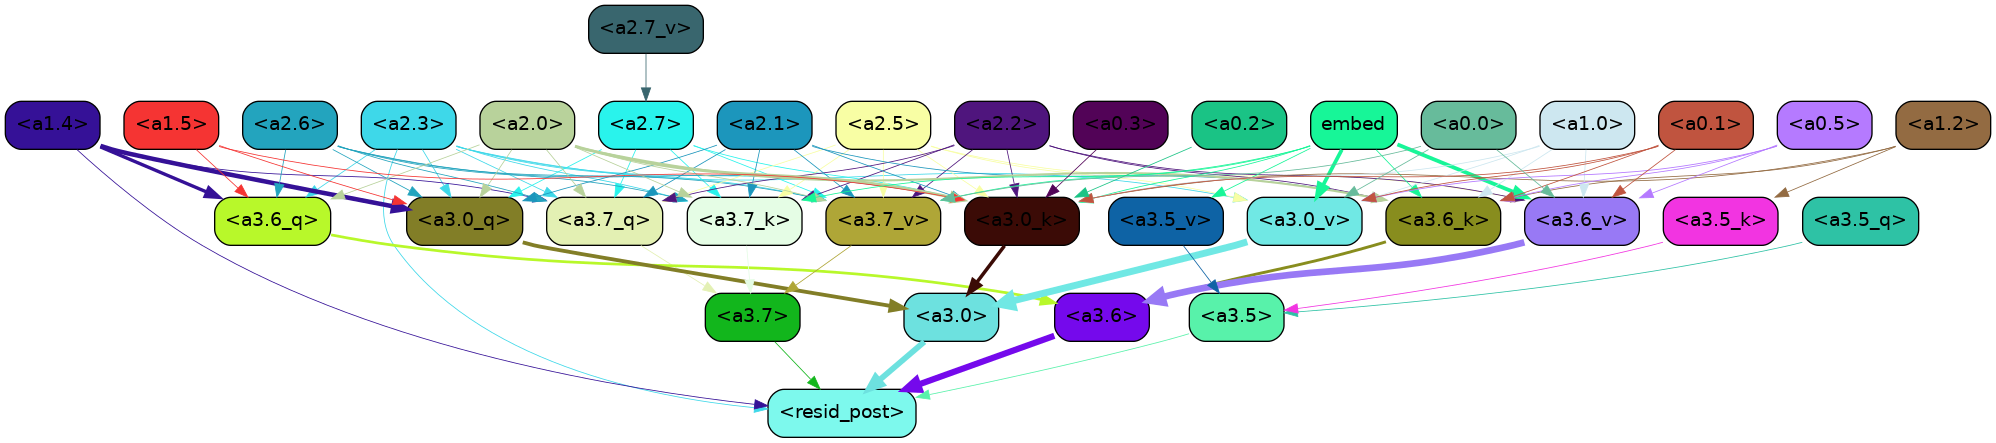 <a2.7_v>
<a1.4> <a1.5> <a2.6> <a2.3> <a2.0> <a2.7> <a2.1> <a2.5> <a2.2> <a0.3> <a0.2> embed <a0.0> <a1.0> <a0.1> <a0.5> <a1.2>
<a3.6_q> <a3.0_q> <a3.7_q> <a3.7_k> <a3.7_v> <a3.0_k> <a3.5_v> <a3.0_v> <a3.6_k> <a3.6_v> <a3.5_k> <a3.5_q>
<a3.7> <a3.0> <a3.6> <a3.5>
<resid_post>